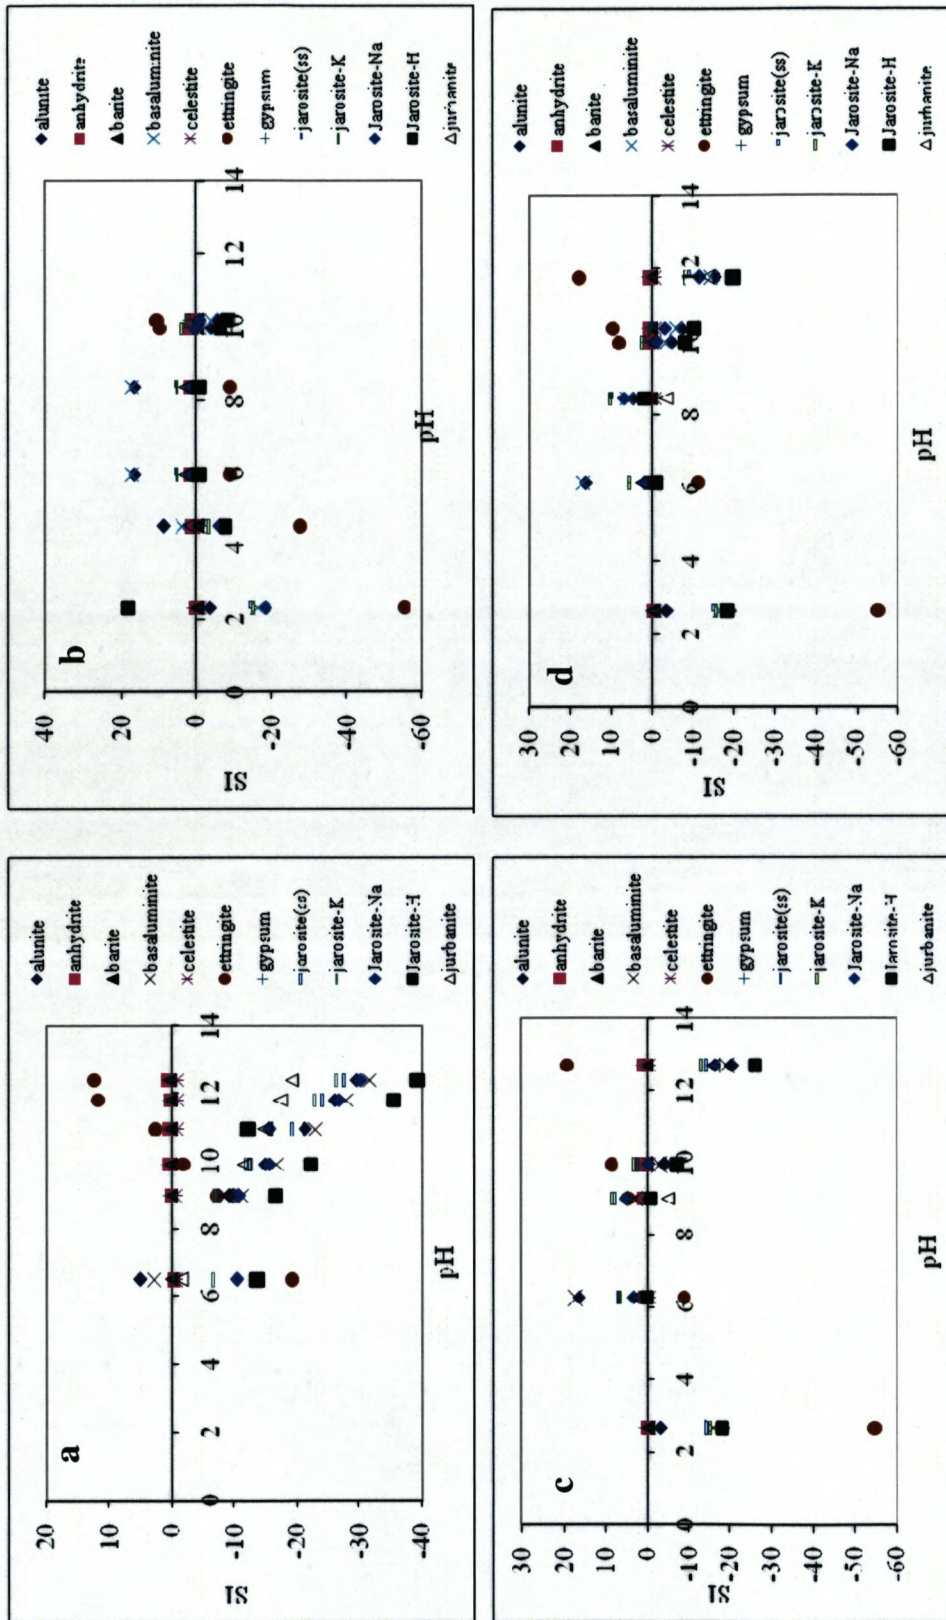 a
20
10
0
-10
-20
-30
-40
SI
0
2
4
6
8
10
12
14
pH
alunite
anhydrite
barite
basaluminite
celestite
ettringite
gypsum
jarosite(cs)
jarosite-K
Jarosite-Na
Jarosite-H
jurbanite
b
40
20
0
-20
-40
-60
SI
0
2
4
6
8
10
12
14
pH
alunite
anhydrite
barite
basaluminite
celestite
ettringite
gypsum
jarosite(ss)
jarosite-K
Jarosite-Na
Jarosite-H
jurbanite
c
30
20
10
0
-10
-20
-30
-40
-50
-60
SI
0
2
4
6
8
10
12
14
pH
alunite
anhydrite
barite
basaluminite
celestite
ettringite
gypsum
jarosite(ss)
jarosite-K
Jarosite-Na
Jarosite-H
jurbanite
d
30
20
10
0
-10
-20
-30
-40
-50
-60
SI
0
2
4
6
8
10
12
14
pH
alunite
anhydrite
barite
basaluminite
celestite
ettringite
gypsum
jarosite(ss)
jarosite-K
Jarosite-Na
Jarosite-H
jurbanite